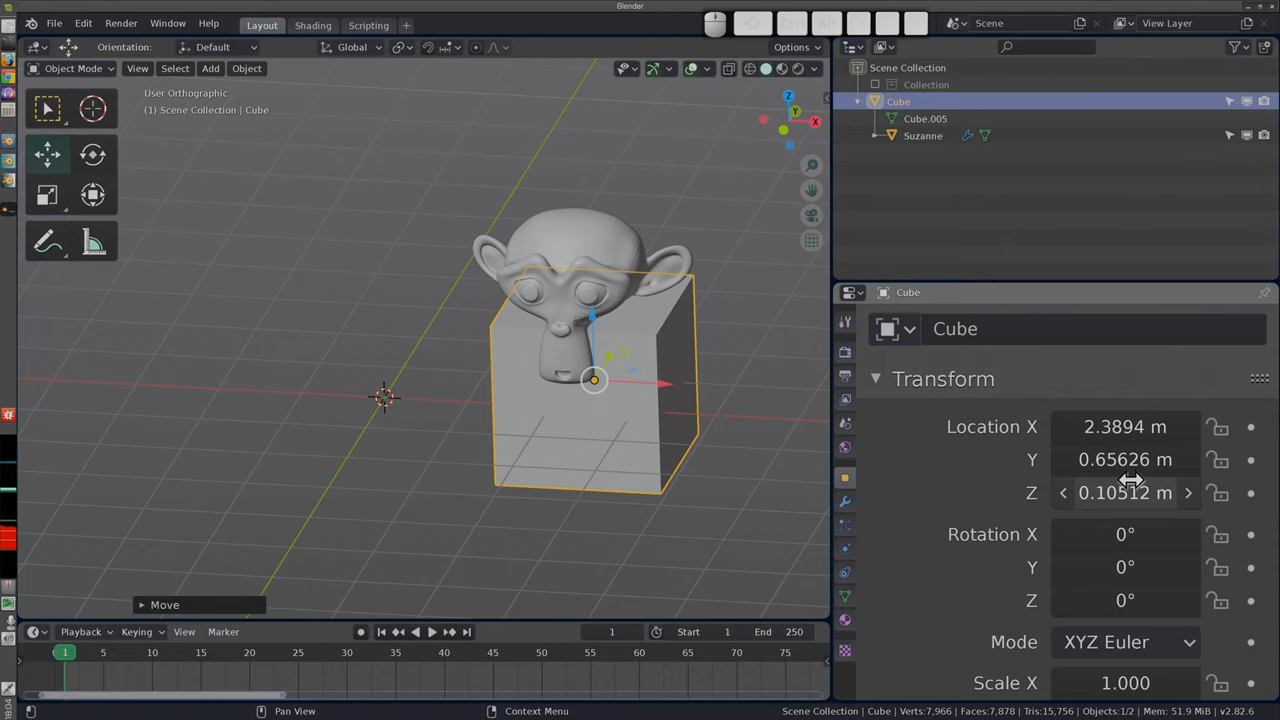 Blender
File Edit Render Window Help Layout Shading Scripting +
Ctrl Alt
Scene View Layer
Orientation: Default Global Options
Object Mode View Select Add Object
User Orthographic
(1) Scene Collection | Cube
Z
Y
X
Scene Collection
Collection
Cube
Cube.005
Suzanne
Cube
Cube
Transform
Location X 2.3894 m
Y 0.65626 m
Z 0.10512 m
Rotation X 0°
Y 0°
Z 0°
Mode XYZ Euler
Scale X 1.000
Move
Playback Keying View Marker 1 Start 1 End 250
1 5 10 15 20 25 30 35 40 45 50 55 60 65 70 75
18:04
Pan View Context Menu Scene Collection | Cube | Verts:7,966 | Faces:7,878 | Tris:15,756 | Objects:1/2 | Mem: 51.9 MiB | v2.82.6